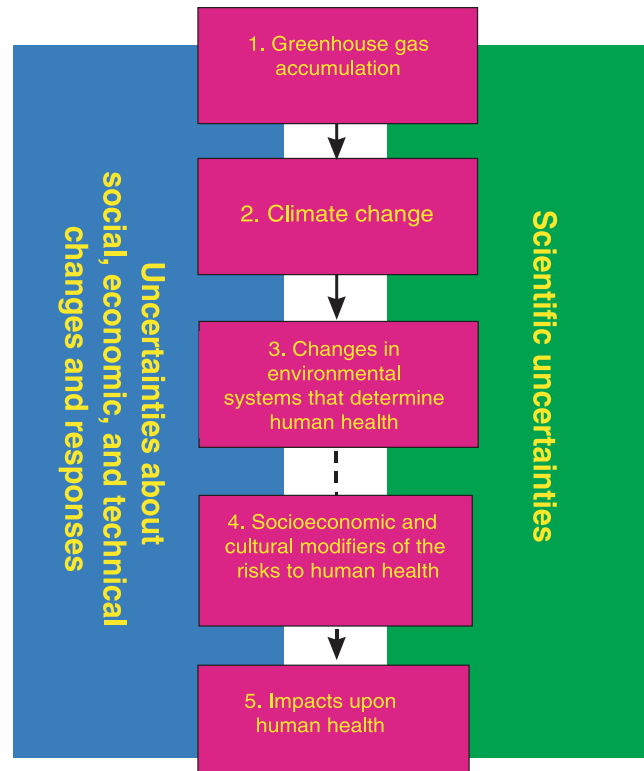 1. Greenhouse gas
accumulation
2. Climate change
3. Changes in
environmental
systems that determine
human health
4. Socioeconomic and
cultural modifiers of the
risks to human health
5. Impacts upon
human health
Uncertainties about
social, economic, and technical
changes and responses
Scientific uncertainties